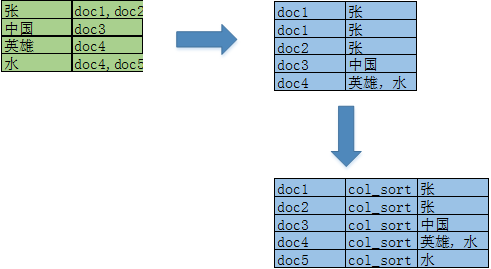 张 doc1,doc2
中国 doc3
英雄 doc4
水 doc4,doc5
doc1 张
doc1 张
doc2 张
doc3 中国
doc4 英雄，水
doc1 col_sort 张
doc2 col_sort 张
doc3 col_sort 中国
doc4 col_sort 英雄，水
doc5 col_sort 水